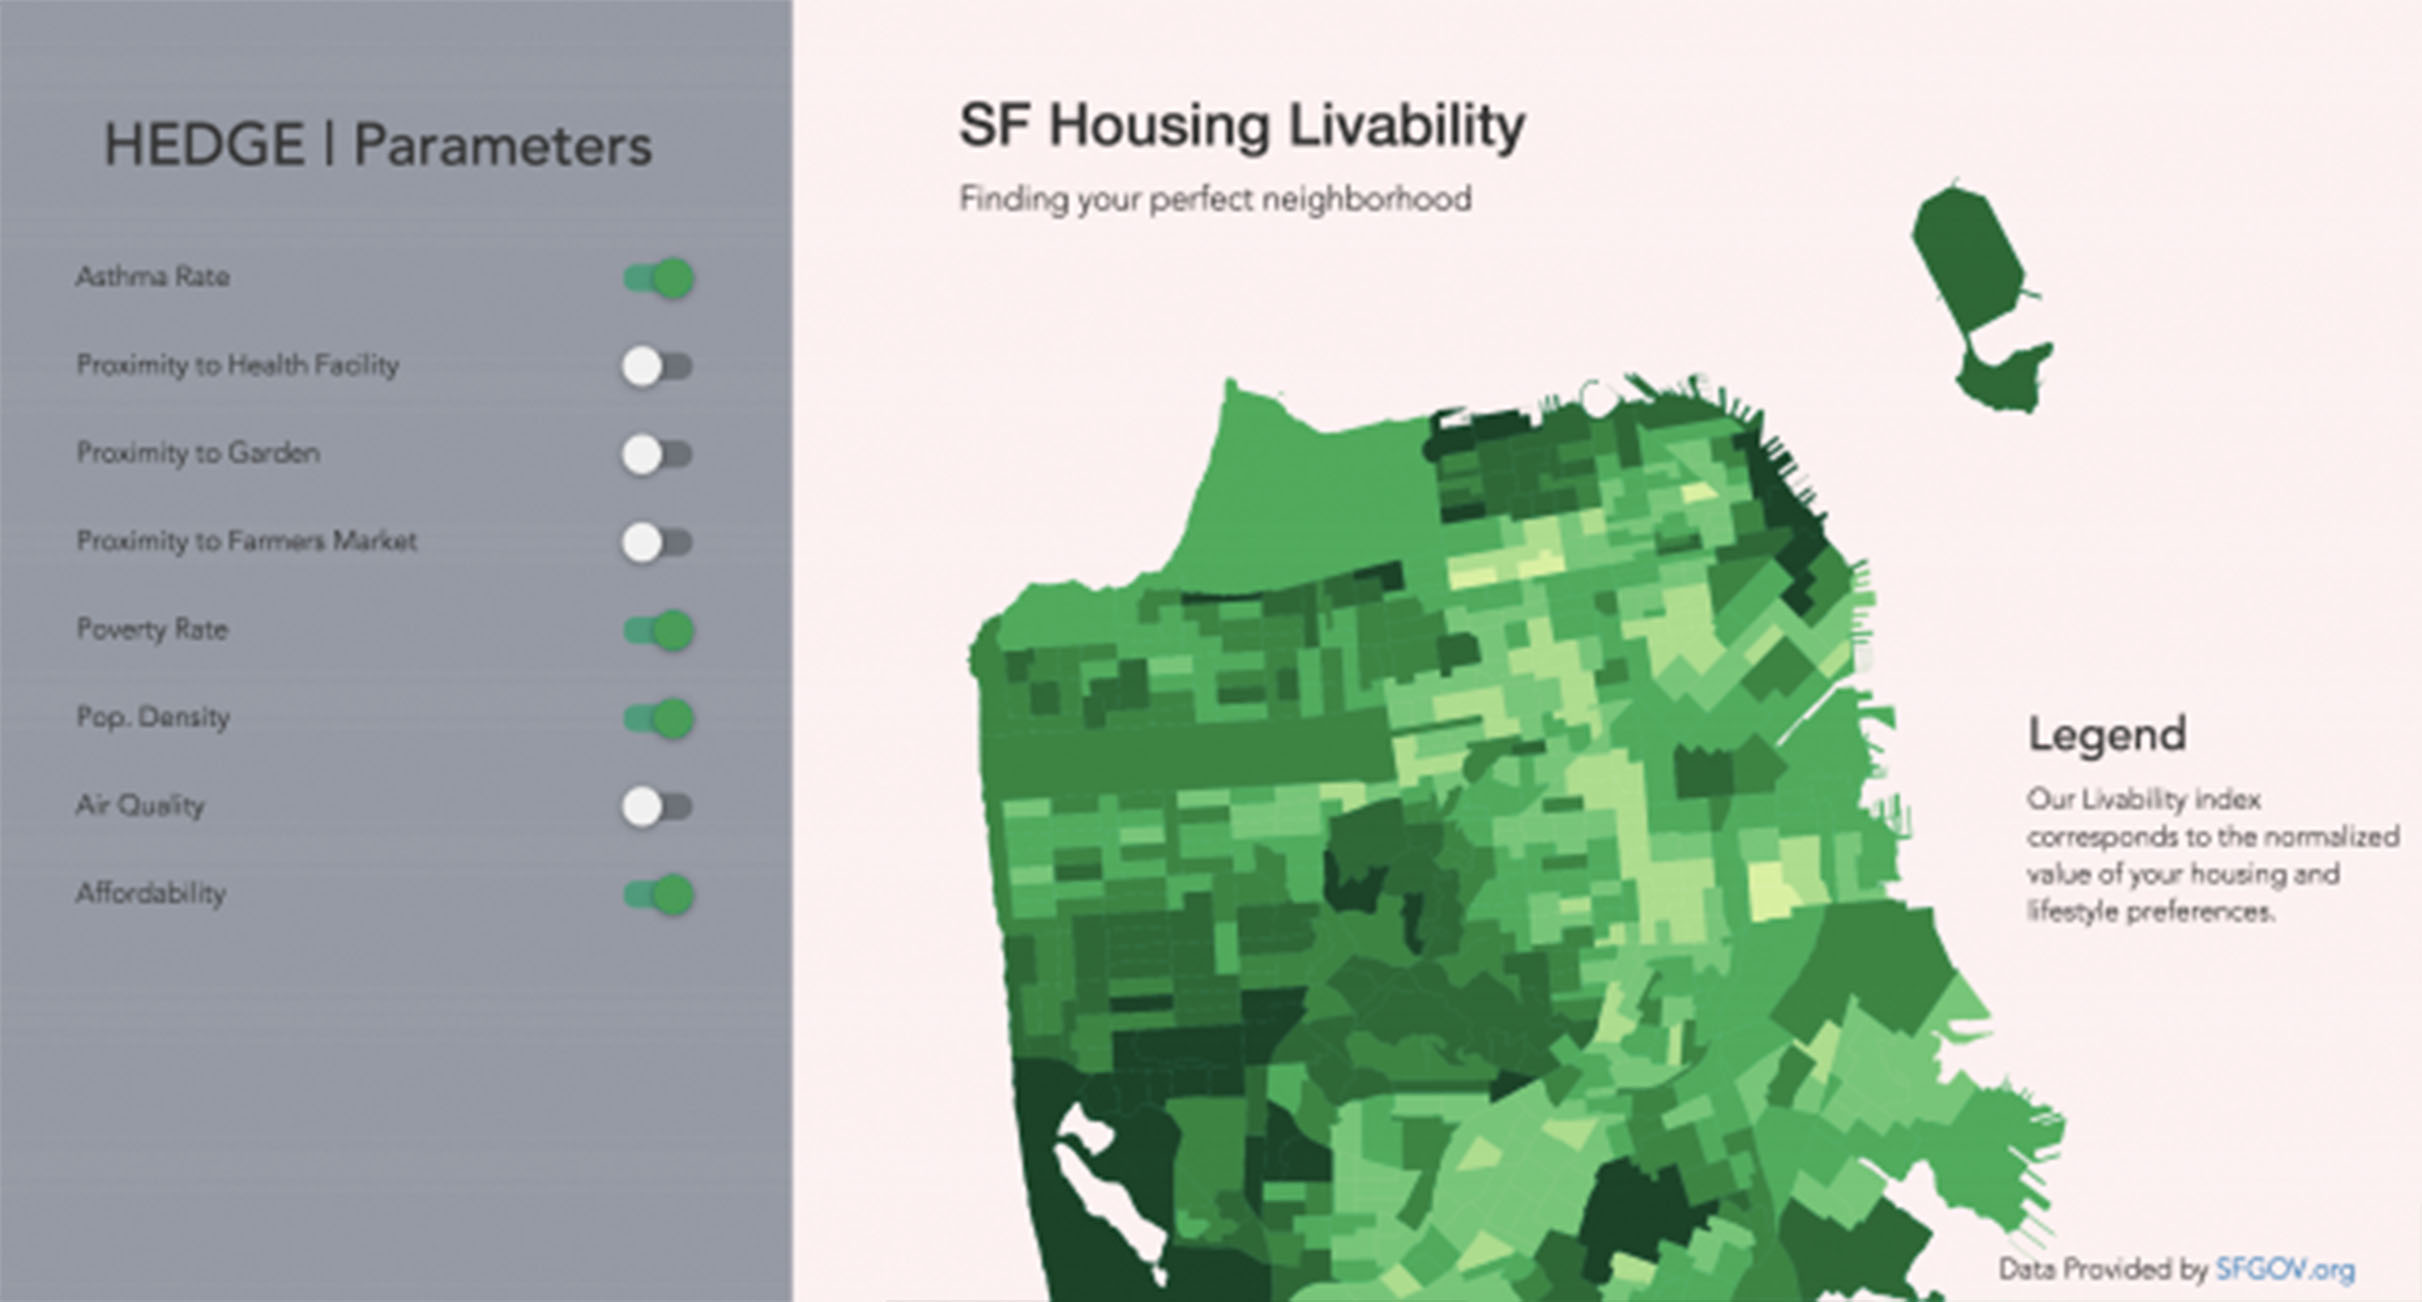 HEDGE | Parameters
Asthma Rate
Proximity to Health Facility
Proximity to Garden
Proximity to Farmers Market
Poverty Rate
Pop. Density
Air Quality
Affordability
SF Housing Livability
Finding your perfect neighborhood
Legend
Our Livability index
corresponds to the normalized
value of your housing and
lifestyle preferences.
Data Provided by SFGOV.org